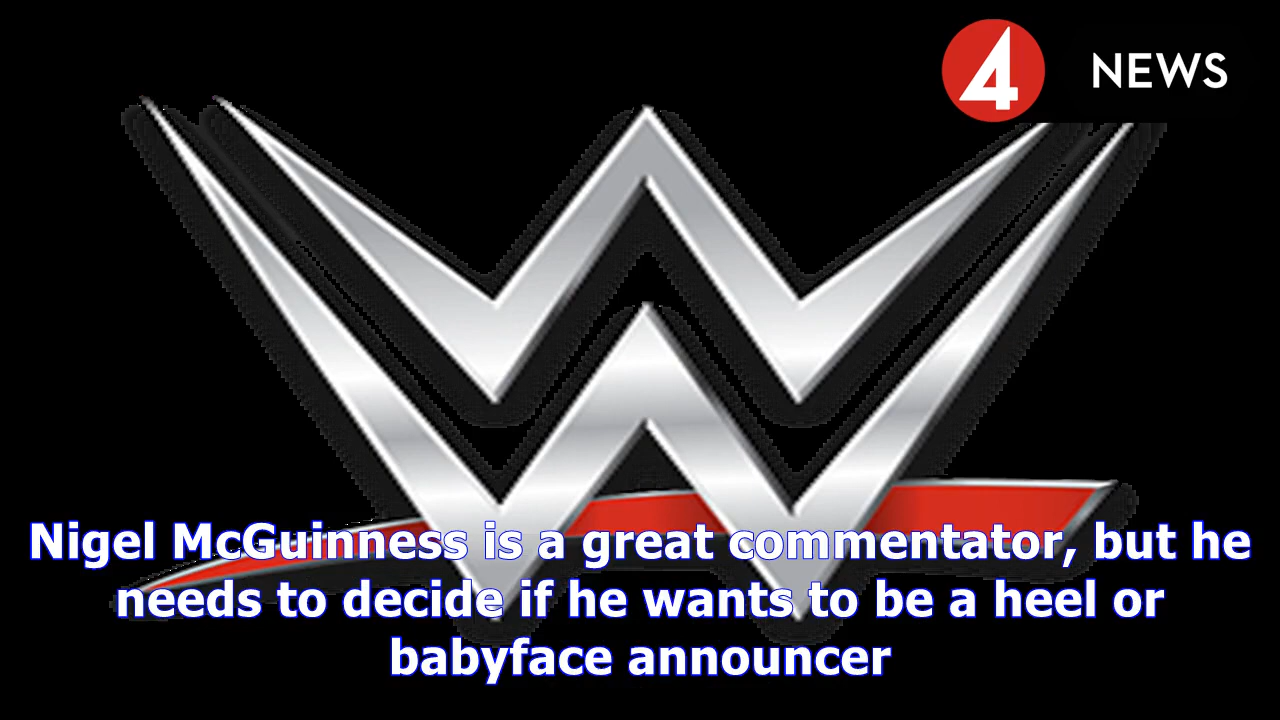 4 NEWS
W
Nigel McGuinness is a great commentator, but he
needs to decide if he wants to be a heel or
babyface announcer